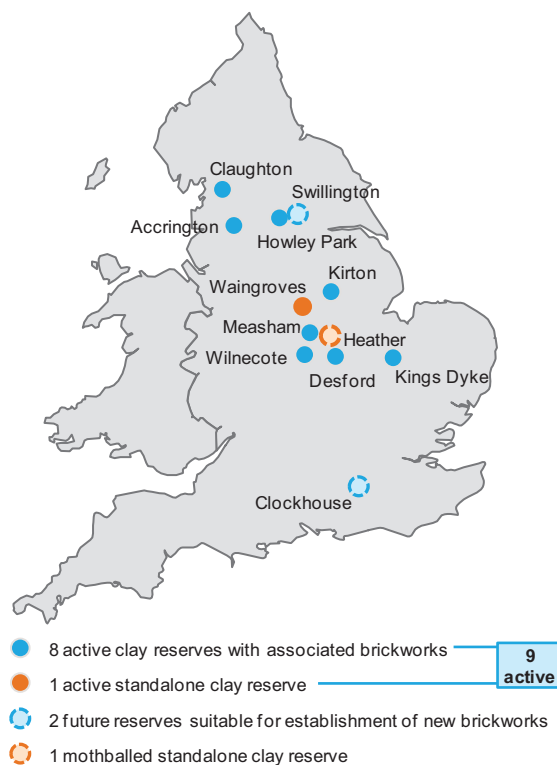 Claughton
Swillington
Accrington
Howley Park
Kirton
Waingroves
Measham
Heather
Wilnecote
Desford
Kings Dyke
Clockhouse
8 active clay reserves with associated brickworks
9
active
1 active standalone clay reserve
2 future reserves suitable for establishment of new brickworks
1 mothballed standalone clay reserve